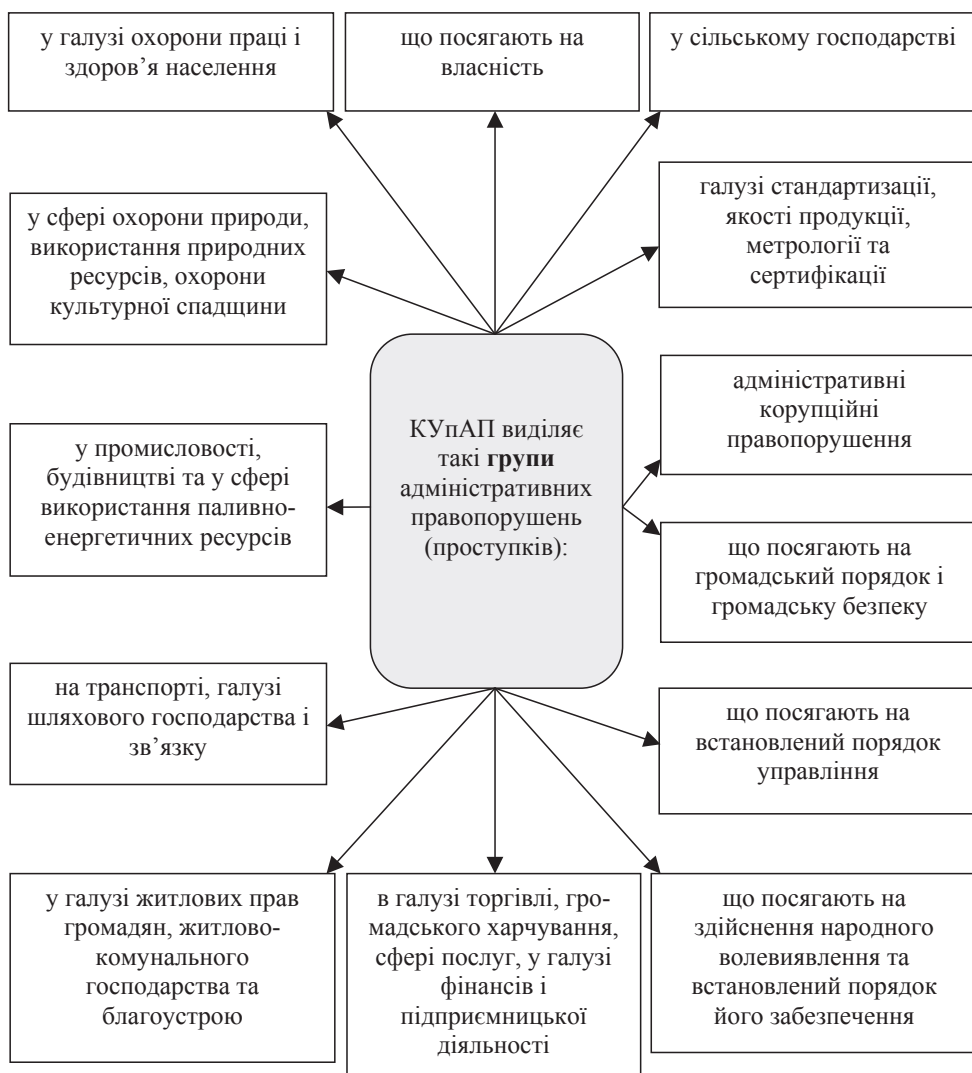 у галузі охорони праці і
здоров’я населення
що посягають на
власність
у сільському господарстві
у сфері охорони природи,
використання природних
ресурсів, охорони
культурної спадщини
галузі стандартизації,
якості продукції,
метрології та
сертифікації
КУпАП виділяє
такі групи
адміністративних
правопорушень
(проступків):
адміністративні
корупційні
правопорушення
у промисловості,
будівництві та у сфері
використання паливно-
енергетичних ресурсів
що посягають на
громадський порядок і
громадську безпеку
на транспорті, галузі
шляхового господарства і
зв’язку
що посягають на
встановлений порядок
управління
у галузі житлових прав
громадян, житлово-
комунального
господарства та
благоустрою
в галузі торгівлі, гро-
мадського харчування,
сфері послуг, у галузі
фінансів і
підприємницької
діяльності
що посягають на
здійснення народного
волевиявлення та
встановлений порядок
його забезпечення